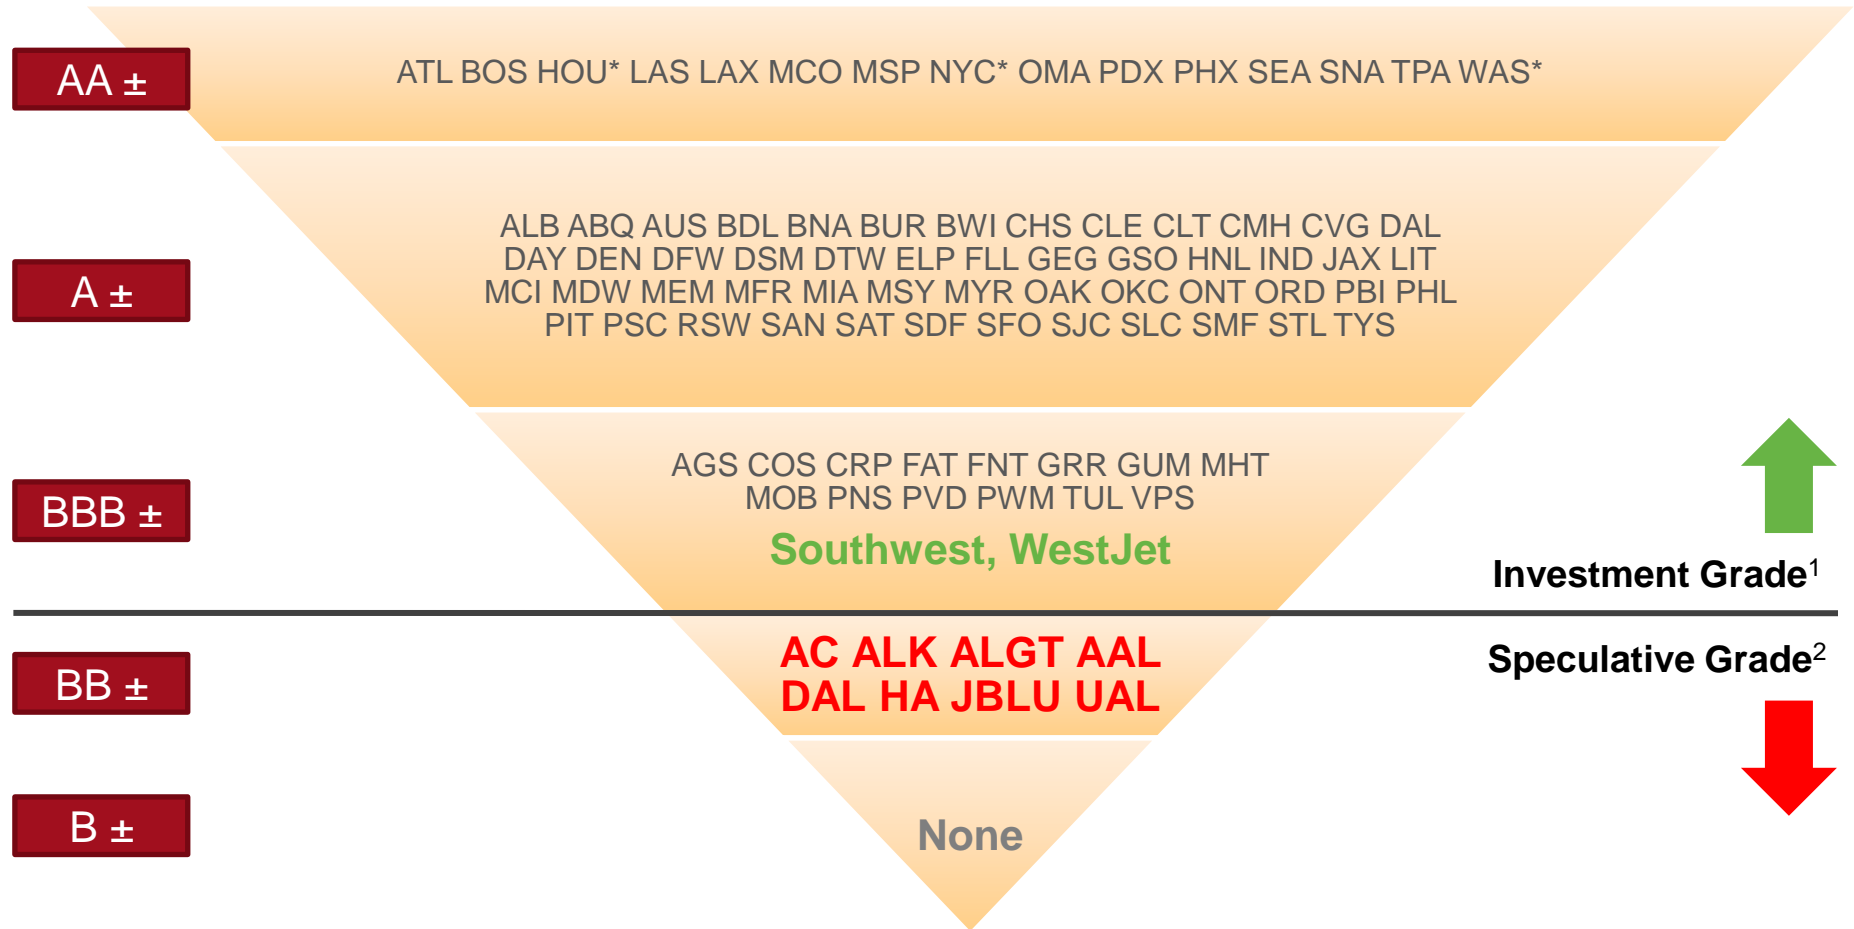 AA ±
ATL BOS HOU* LAS LAX MCO MSP NYC* OMA PDX PHX SEA SNA TPA WAS*
A ±
ALB ABQ AUS BDL BNA BUR BWI CHS CLE CLT CMH CVG DAL
DAY DEN DFW DSM DTW ELP FLL GEG GSO HNL IND JAX LIT
MCI MDW MEM MFR MIA MSY MYR OAK OKC ONT ORD PBI PHL
PIT PSC RSW SAN SAT SDF SFO SJC SLC SMF STL TYS
BBB ±
AGS COS CRP FAT FNT GRR GUM MHT
MOB PNS PVD PWM TUL VPS
Southwest, WestJet
Investment Grade¹
BB ±
AC ALK ALGT AAL
DAL HA JBLU UAL
Speculative Grade²
B ±
None